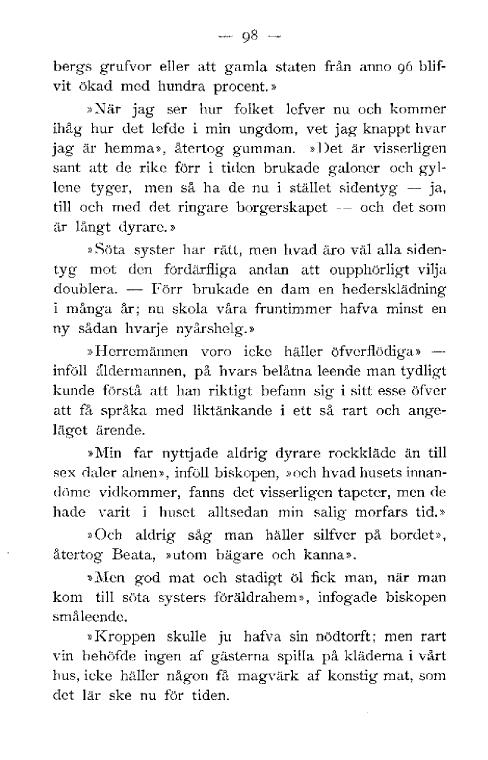 — 98 —
bergs grufvor eller att gamla staten från anno 96 blif-
vit ökad med hundra procent.»
»När jag ser hur folket lefver nu och kommer
ihåg hur det lefde i min ungdom, vet jag knappt hvar
jag är hemma», återtog gumman. »Det är visserligen
sant att de rike förr i tiden brukade galoner och gyl-
lene tyger, men så ha de nu i stället sidentyg — ja,
till och med det ringare borgerskapet — och det som
är långt dyrare.»
»Söta syster har rätt, men hvad äro väl alla siden-
tyg mot den fördärfliga andan att oupphörligt vilja
doublera. — Förr brukade en dam en hedersklädning
i många år; nu skola våra fruntimmer hafva minst en
ny sådan hvarje nyårshelg.»
»Herremännen voro icke häller öfverflödiga» —
inföll åldermannen, på hvars belåtna leende man tydligt
kunde förstå att han riktigt befann sig i sitt esse öfver
att få språka med liktänkande i ett så rart och ange-
läget ärende.
»Min far nyttjade aldrig dyrare rockkläde än till
sex daler alnen», inföll biskopen, »och hvad husets innan-
döme vidkommer, fanns det visserligen tapeter, men de
hade varit i huset alltsedan min salig morfars tid.»
»Och aldrig såg man häller silfver på bordet»,
återtog Beata, »utom bägare och kanna».
»Men god mat och stadigt öl fick man, när man
kom till söta systers föräldrahem», infogade biskopen
småleende.
»Kroppen skulle ju hafva sin nödtorft; men rart
vin behöfde ingen af gästerna spilla på kläderna i vårt
hus, icke häller någon få magvärk af konstig mat, som
det lär ske nu för tiden.